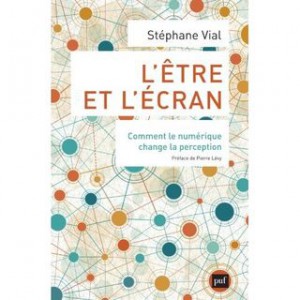 Stéphane Vial
L'ÊTRE
ET L'ÉCRAN
Comment le numérique
change la perception
Préface de Pierre Lévy
puf